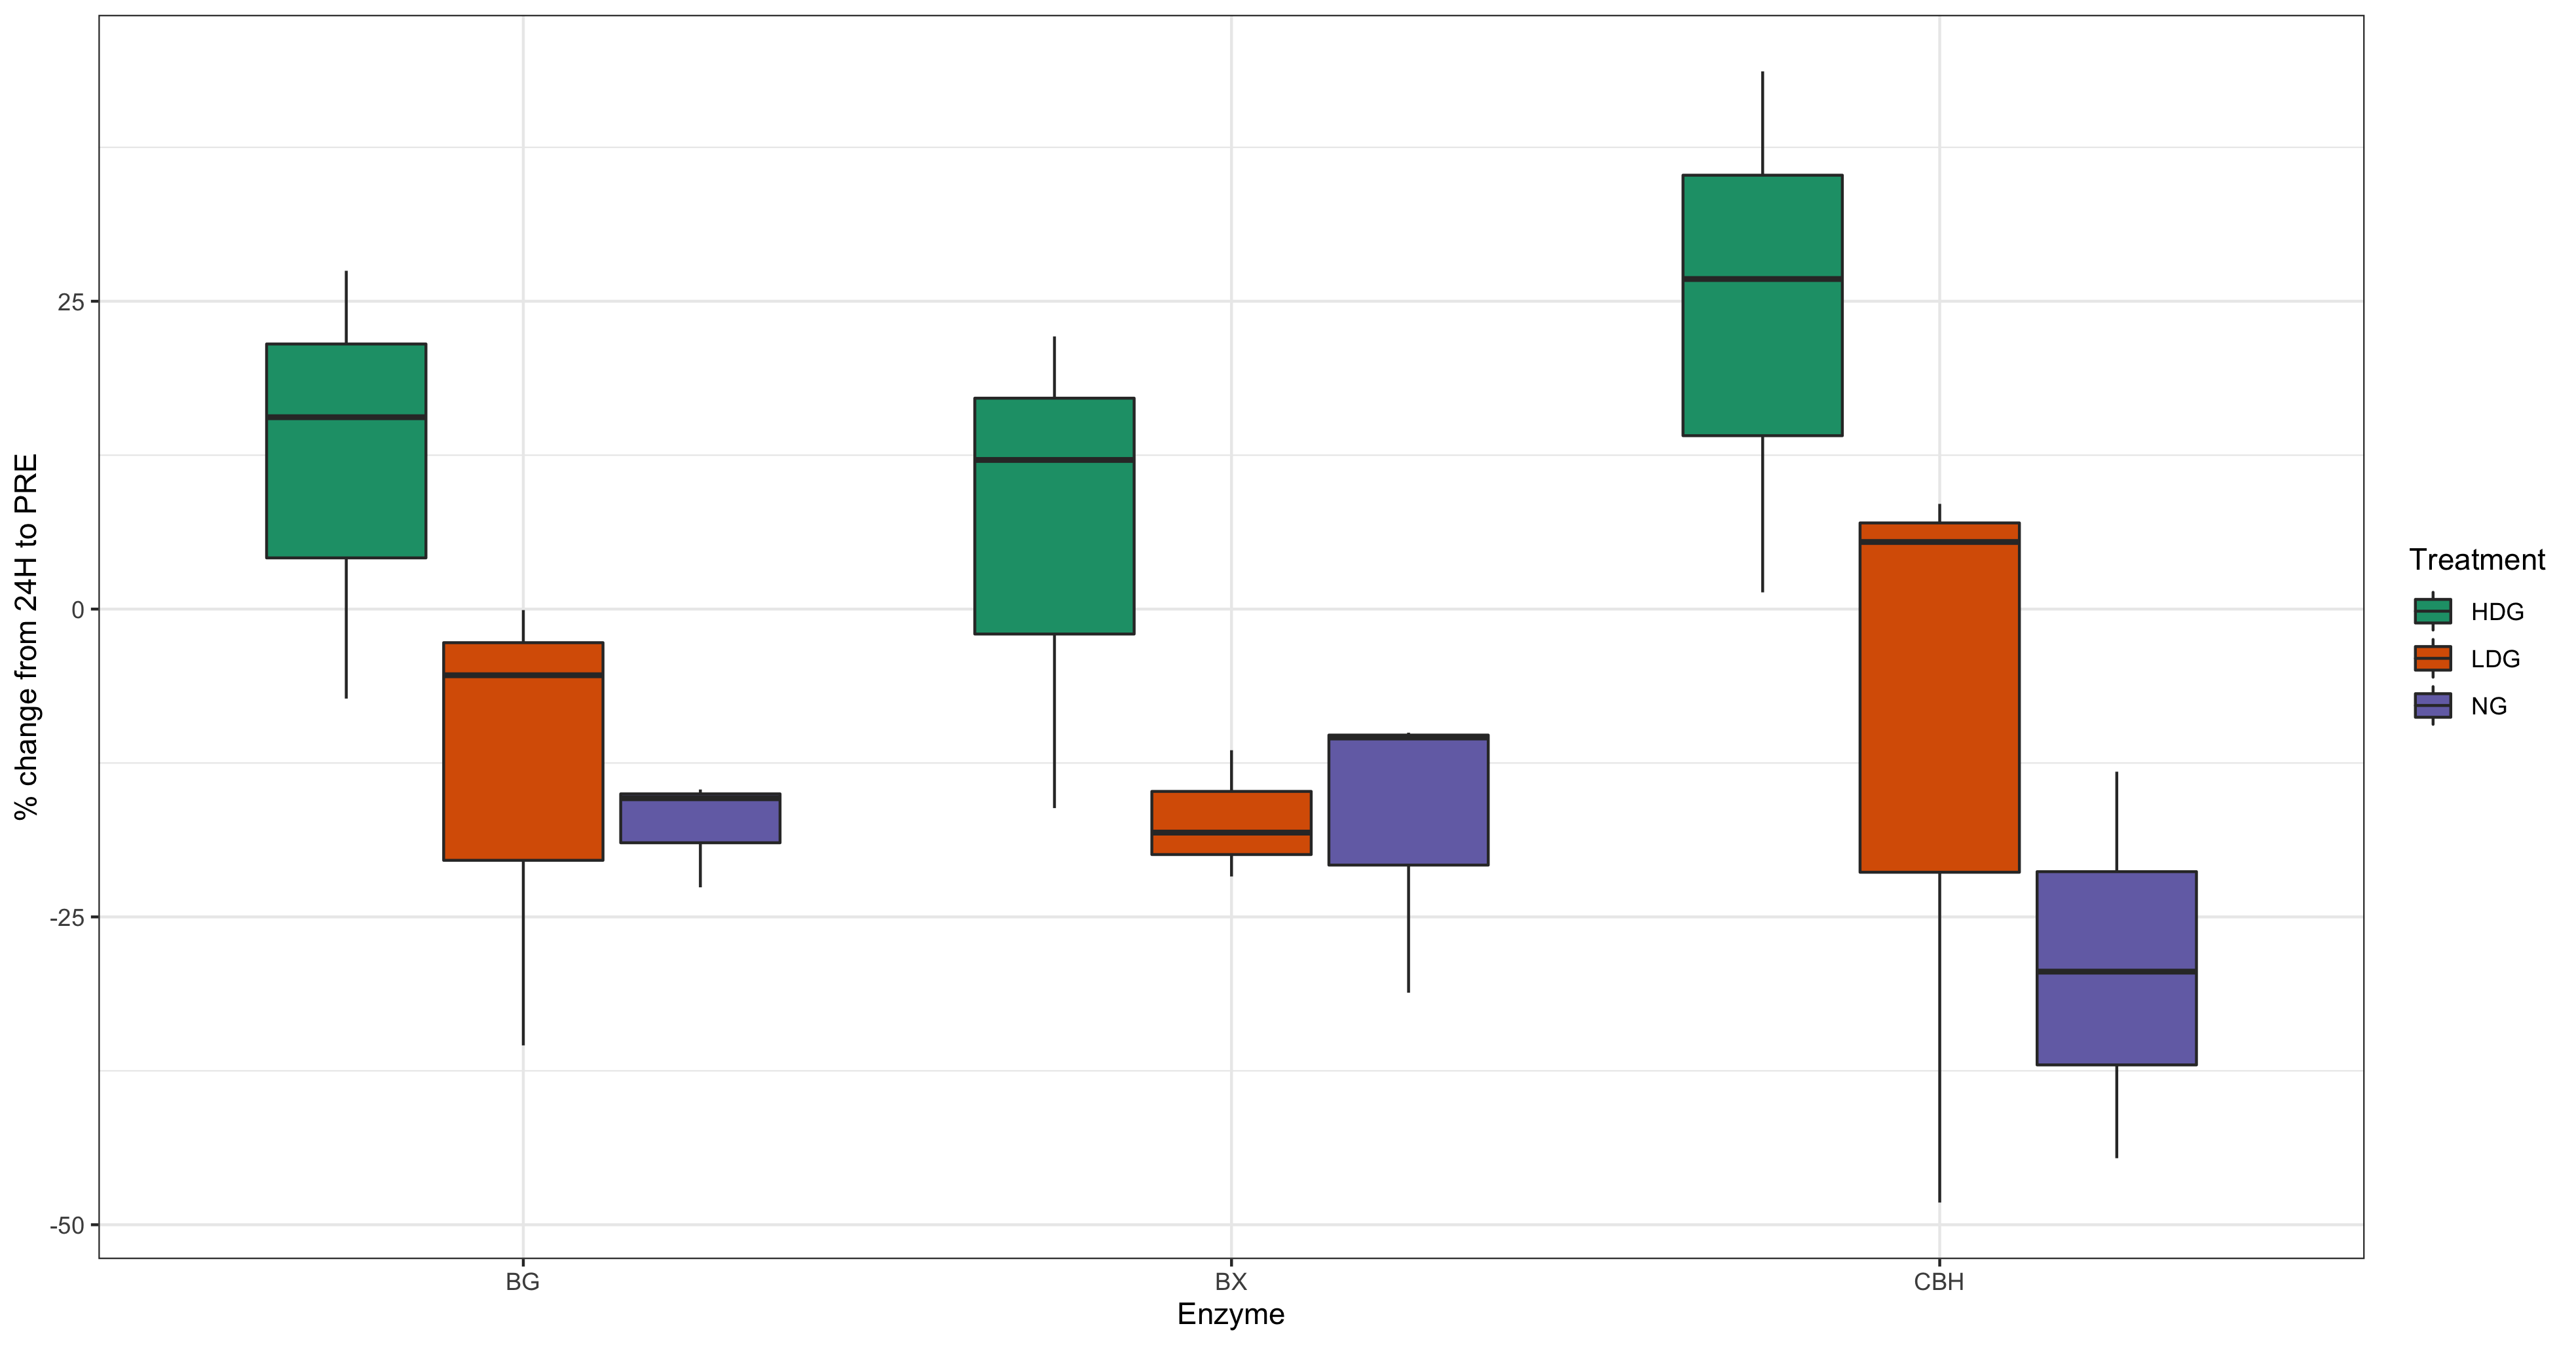 % change from 24H to PRE
25
0
-25
-50
BG
BX
CBH
Enzyme
Treatment
HDG
LDG
NG